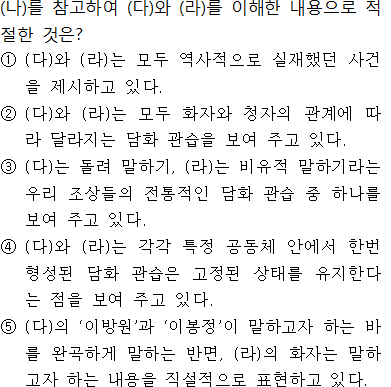 (나)를 참고하여 (다)와 (라)를 이해한 내용으로 적
절한 것은?
① (다)와 (라)는 모두 역사적으로 실재했던 사건
을 제시하고 있다.
② (다)와 (라)는 모두 화자와 청자의 관계에 따
라 달라지는 담화 관습을 보여 주고 있다.
③ (다)는 돌려 말하기, (라)는 비유적 말하기라는
우리 조상들의 전통적인 담화 관습 중 하나를
보여 주고 있다.
④ (다)와 (라)는 각각 특정 공동체 안에서 한번
형성된 담화 관습은 고정된 상태를 유지한다
는 점을 보여 주고 있다.
⑤ (다)의 ‘이방원’과 ‘이봉정’이 말하고자 하는 바
를 완곡하게 말하는 반면, (라)의 화자는 말하
고자 하는 내용을 직설적으로 표현하고 있다.